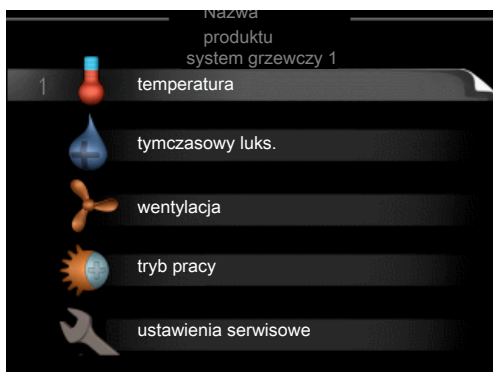 Nazwa
produktu
system grzewczy 1
1 temperatura
tymczasowy luks.
wentylacja
tryb pracy
ustawienia serwisowe